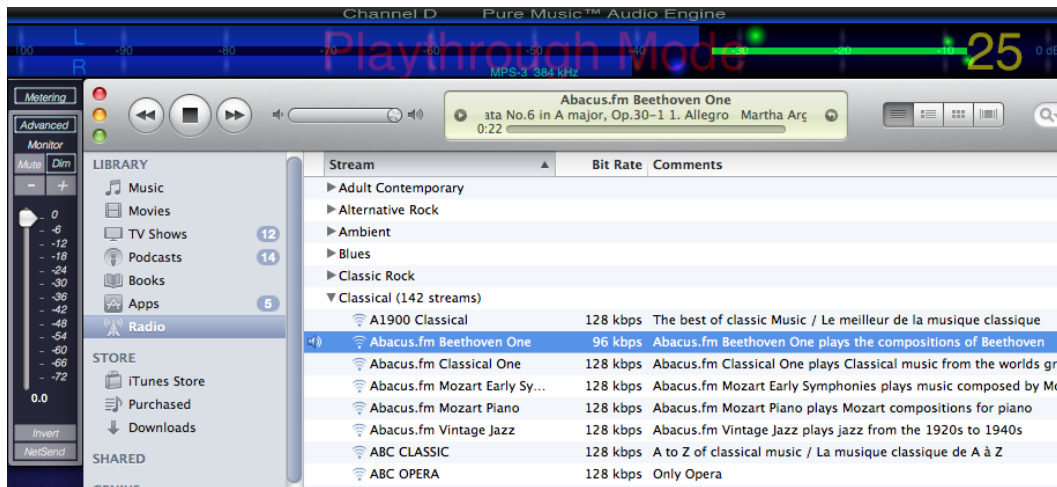 Channel D Pure Music™ Audio Engine
L
R
-100 -90 -80 -70 -60 -50 -40 -30 -20 -10 0 dB
Playthrough Mode
25
MPS-3 384 kHz
Metering
Advanced
Monitor
Mute Dim
- +
0
-6
-12
-18
-24
-30
-36
-42
-48
-54
-60
-66
-72
0.0
Invert
NetSend
Abacus.fm Beethoven One
ata No.6 in A major, Op.30-1 1. Allegro Martha Arg
0:22
LIBRARY
Music
Movies
TV Shows 12
Podcasts 14
Books
Apps 5
Radio
STORE
iTunes Store
Purchased
Downloads
SHARED
GENIUS
Stream Bit Rate Comments
Adult Contemporary
Alternative Rock
Ambient
Blues
Classic Rock
Classical (142 streams)
A1900 Classical 128 kbps The best of classic Music / Le meilleur de la musique classique
Abacus.fm Beethoven One 96 kbps Abacus.fm Beethoven One plays the compositions of Beethoven
Abacus.fm Classical One 128 kbps Abacus.fm Classical One plays Classical music from the worlds gr
Abacus.fm Mozart Early Sy... 128 kbps Abacus.fm Mozart Early Symphonies plays music composed by Mo
Abacus.fm Mozart Piano 128 kbps Abacus.fm Mozart Piano plays Mozart compositions for piano
Abacus.fm Vintage Jazz 128 kbps Abacus.fm Vintage Jazz plays jazz from the 1920s to 1940s
ABC CLASSIC 128 kbps A to Z of classical music / La musique classique de A à Z
ABC OPERA 128 kbps Only Opera